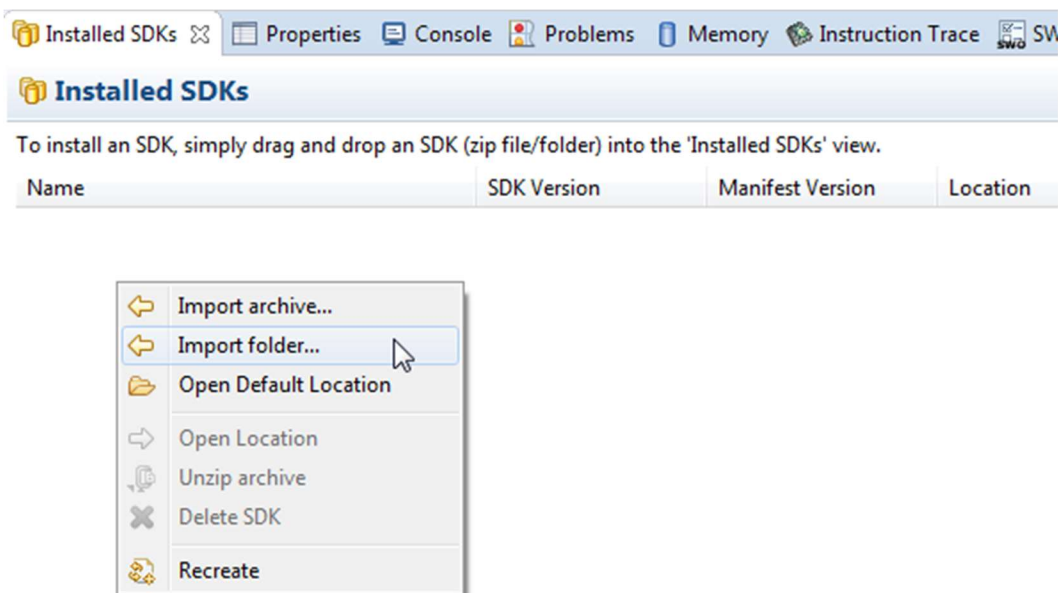 Installed SDKs Properties Console Problems Memory Instruction Trace SWO SW
Installed SDKs
To install an SDK, simply drag and drop an SDK (zip file/folder) into the 'Installed SDKs' view.
Name SDK Version Manifest Version Location
Import archive...
Import folder...
Open Default Location
Open Location
Unzip archive
Delete SDK
Recreate